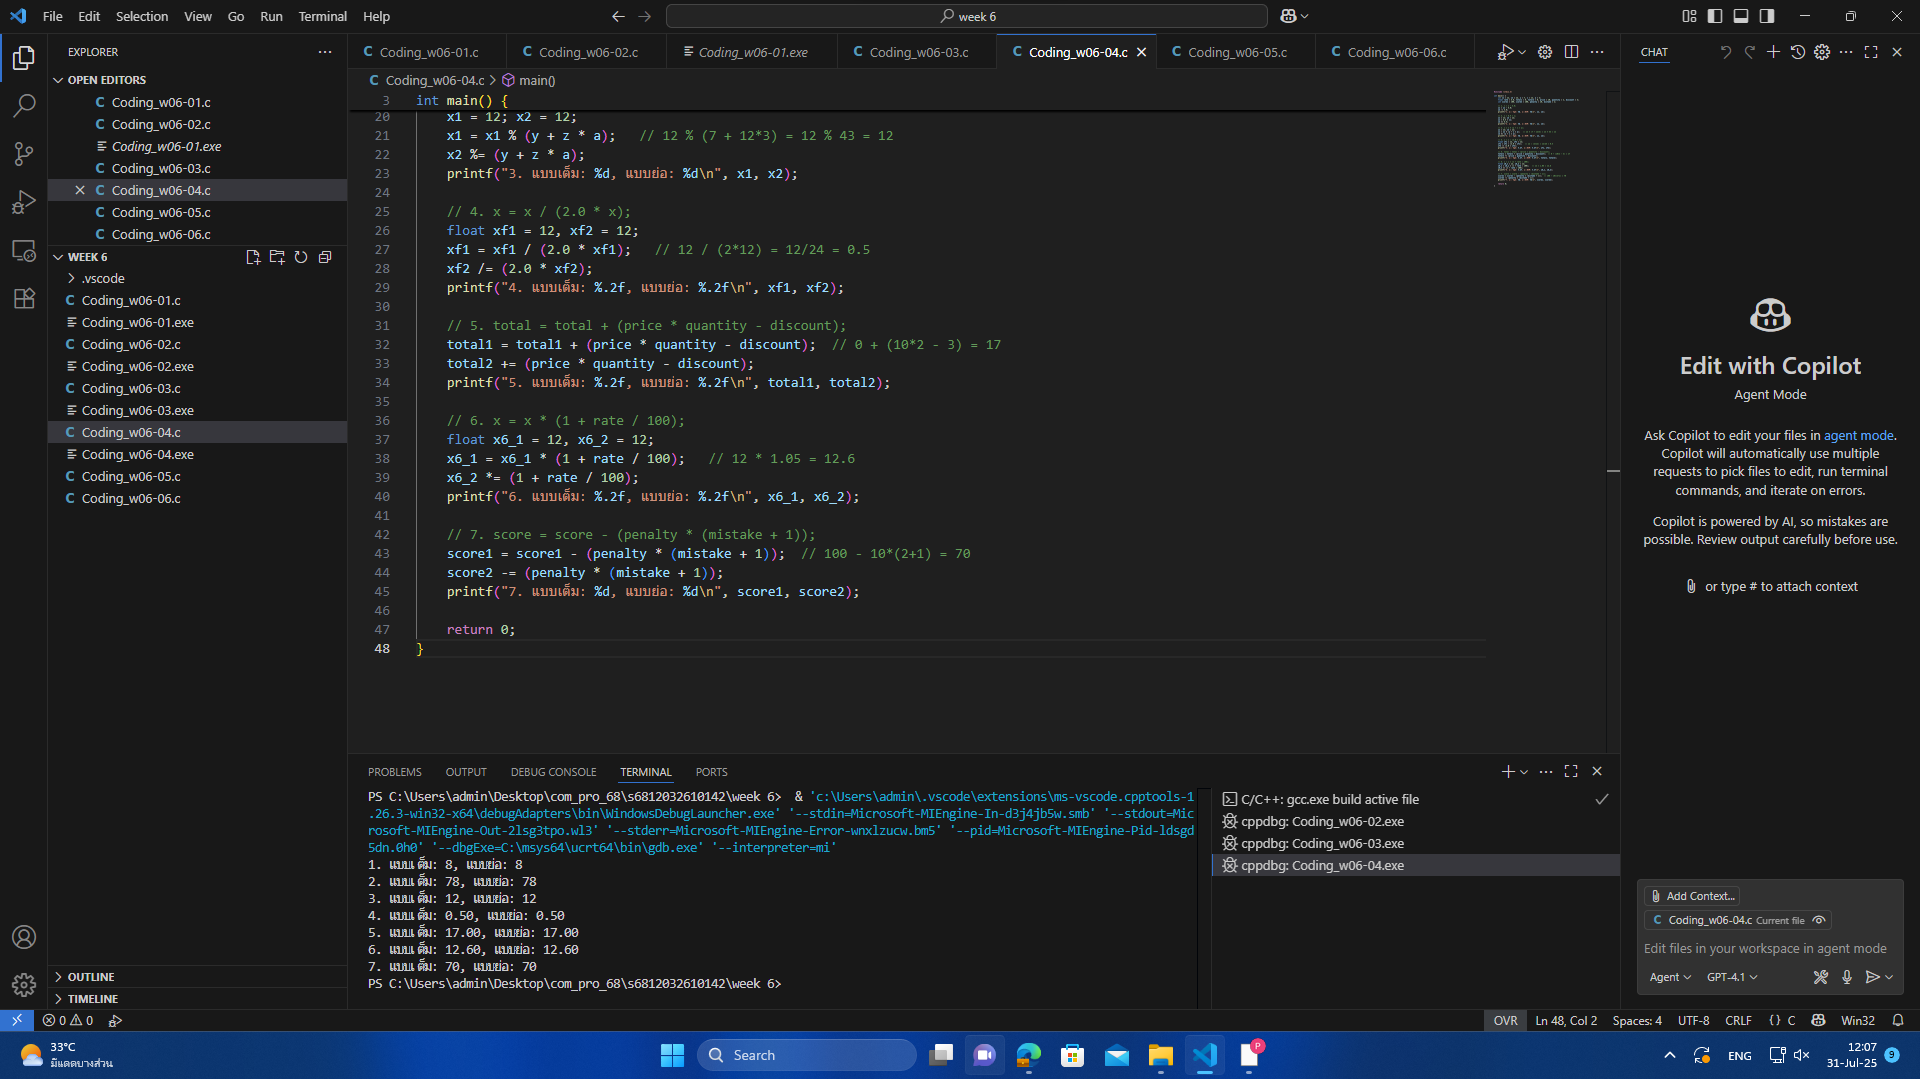 File Edit Selection View Go Run Terminal Help
week 6
EXPLORER
OPEN EDITORS
Coding_w06-01.c
Coding_w06-02.c
Coding_w06-01.exe
Coding_w06-03.c
Coding_w06-04.c
Coding_w06-05.c
Coding_w06-06.c
WEEK 6
.vscode
Coding_w06-01.c
Coding_w06-01.exe
Coding_w06-02.c
Coding_w06-02.exe
Coding_w06-03.c
Coding_w06-03.exe
Coding_w06-04.c
Coding_w06-04.exe
Coding_w06-05.c
Coding_w06-06.c
OUTLINE
TIMELINE
Coding_w06-01.c Coding_w06-02.c Coding_w06-01.exe Coding_w06-03.c Coding_w06-04.c Coding_w06-05.c Coding_w06-06.c
Coding_w06-04.c > main()
3 int main() {
20 x1 = 12; x2 = 12;
21 x1 = x1 % (y + z * a); // 12 % (7 + 12*3) = 12 % 43 = 12
22 x2 %= (y + z * a);
23 printf("3. แบบเต็ม: %d, แบบย่อ: %d\n", x1, x2);
24
25 // 4. x = x / (2.0 * x);
26 float xf1 = 12, xf2 = 12;
27 xf1 = xf1 / (2.0 * xf1); // 12 / (2*12) = 12/24 = 0.5
28 xf2 /= (2.0 * xf2);
29 printf("4. แบบเต็ม: %.2f, แบบย่อ: %.2f\n", xf1, xf2);
30
31 // 5. total = total + (price * quantity - discount);
32 total1 = total1 + (price * quantity - discount); // 0 + (10*2 - 3) = 17
33 total2 += (price * quantity - discount);
34 printf("5. แบบเต็ม: %.2f, แบบย่อ: %.2f\n", total1, total2);
35
36 // 6. x = x * (1 + rate / 100);
37 float x6_1 = 12, x6_2 = 12;
38 x6_1 = x6_1 * (1 + rate / 100); // 12 * 1.05 = 12.6
39 x6_2 *= (1 + rate / 100);
40 printf("6. แบบเต็ม: %.2f, แบบย่อ: %.2f\n", x6_1, x6_2);
41
42 // 7. score = score - (penalty * (mistake + 1));
43 score1 = score1 - (penalty * (mistake + 1)); // 100 - 10*(2+1) = 70
44 score2 -= (penalty * (mistake + 1));
45 printf("7. แบบเต็ม: %d, แบบย่อ: %d\n", score1, score2);
46
47 return 0;
48 }
PROBLEMS OUTPUT DEBUG CONSOLE TERMINAL PORTS
PS C:\Users\admin\Desktop\com_pro_68\s6812032610142\week 6> & 'c:\Users\admin\.vscode\extensions\ms-vscode.cpptools-1
.26.3-win32-x64\debugAdapters\bin\WindowsDebugLauncher.exe' '--stdin=Microsoft-MIEngine-In-d3j4jb5w.smb' '--stdout=Mic
rosoft-MIEngine-Out-2lsg3tpo.wl3' '--stderr=Microsoft-MIEngine-Error-wnxlzucw.bm5' '--pid=Microsoft-MIEngine-Pid-ldsgd
5dn.0h0' '--dbgExe=C:\msys64\ucrt64\bin\gdb.exe' '--interpreter=mi'
1. แบบเต็ม: 8, แบบย่อ: 8
2. แบบเต็ม: 78, แบบย่อ: 78
3. แบบเต็ม: 12, แบบย่อ: 12
4. แบบเต็ม: 0.50, แบบย่อ: 0.50
5. แบบเต็ม: 17.00, แบบย่อ: 17.00
6. แบบเต็ม: 12.60, แบบย่อ: 12.60
7. แบบเต็ม: 70, แบบย่อ: 70
PS C:\Users\admin\Desktop\com_pro_68\s6812032610142\week 6>
C/C++: gcc.exe build active file
cppdbg: Coding_w06-02.exe
cppdbg: Coding_w06-03.exe
cppdbg: Coding_w06-04.exe
CHAT
Edit with Copilot
Agent Mode
Ask Copilot to edit your files in agent mode.
Copilot will automatically use multiple
requests to pick files to edit, run terminal
commands, and iterate on errors.
Copilot is powered by AI, so mistakes are
possible. Review output carefully before use.
or type # to attach context
Add Context...
Coding_w06-04.c Current file
Edit files in your workspace in agent mode
Agent GPT-4.1
0 0
OVR Ln 48, Col 2 Spaces: 4 UTF-8 CRLF {} C Win32
33°C
มีแดดบางส่วน
Search
P
ENG
12:07
31-Jul-25
9